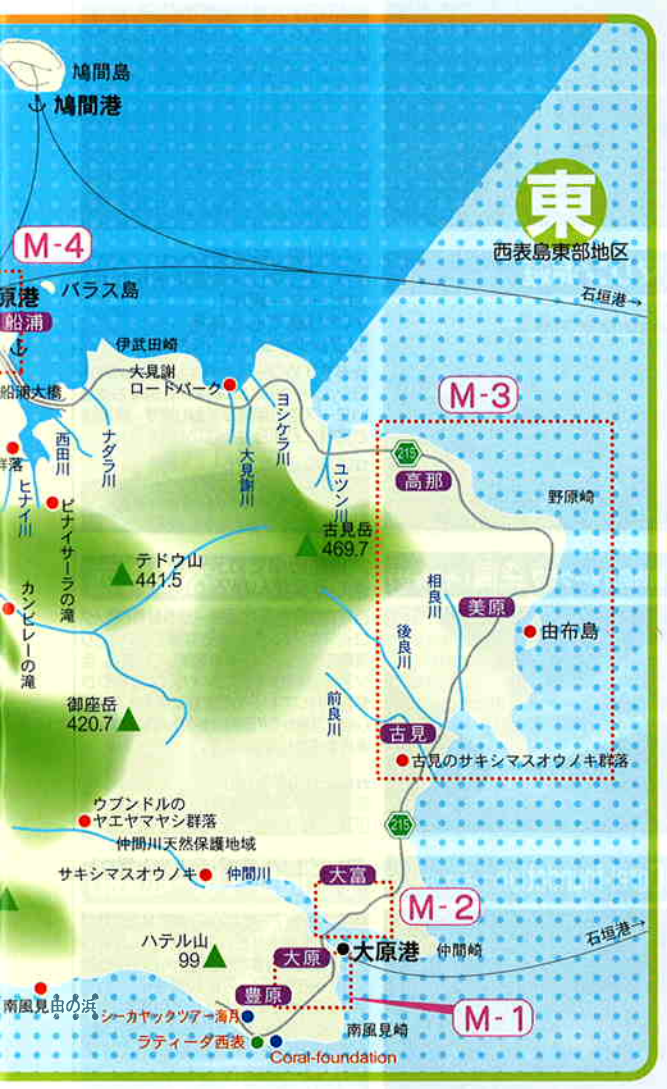 鳩間島
鳩間港
東
西表島東部地区
M-4
バラス島
石垣港→
原港
船浦
伊武田崎
大見謝
ロードパーク
船浦大橋
M-3
ヨシケラ川
西田川
ナダラ川
大見謝川
ユツン川
215
高那
野原崎
群落
ヒナイ川
ピナイサーラの滝
古見岳
469.7
テドウ山
441.5
相良川
美原
由布島
カンビレーの滝
後良川
御座岳
420.7
前良川
古見
古見のサキシマスオウノキ群落
ウブンドルの
ヤエヤマヤシ群落
215
仲間川天然保護地域
サキシマスオウノキ
仲間川
大富
M-2
石垣港→
ハテル山
99
大原
大原港
仲間崎
豊原
南風見田の浜
シーカヤックツアー海月
M-1
南風見崎
ラティーダ西表
Coral-foundation